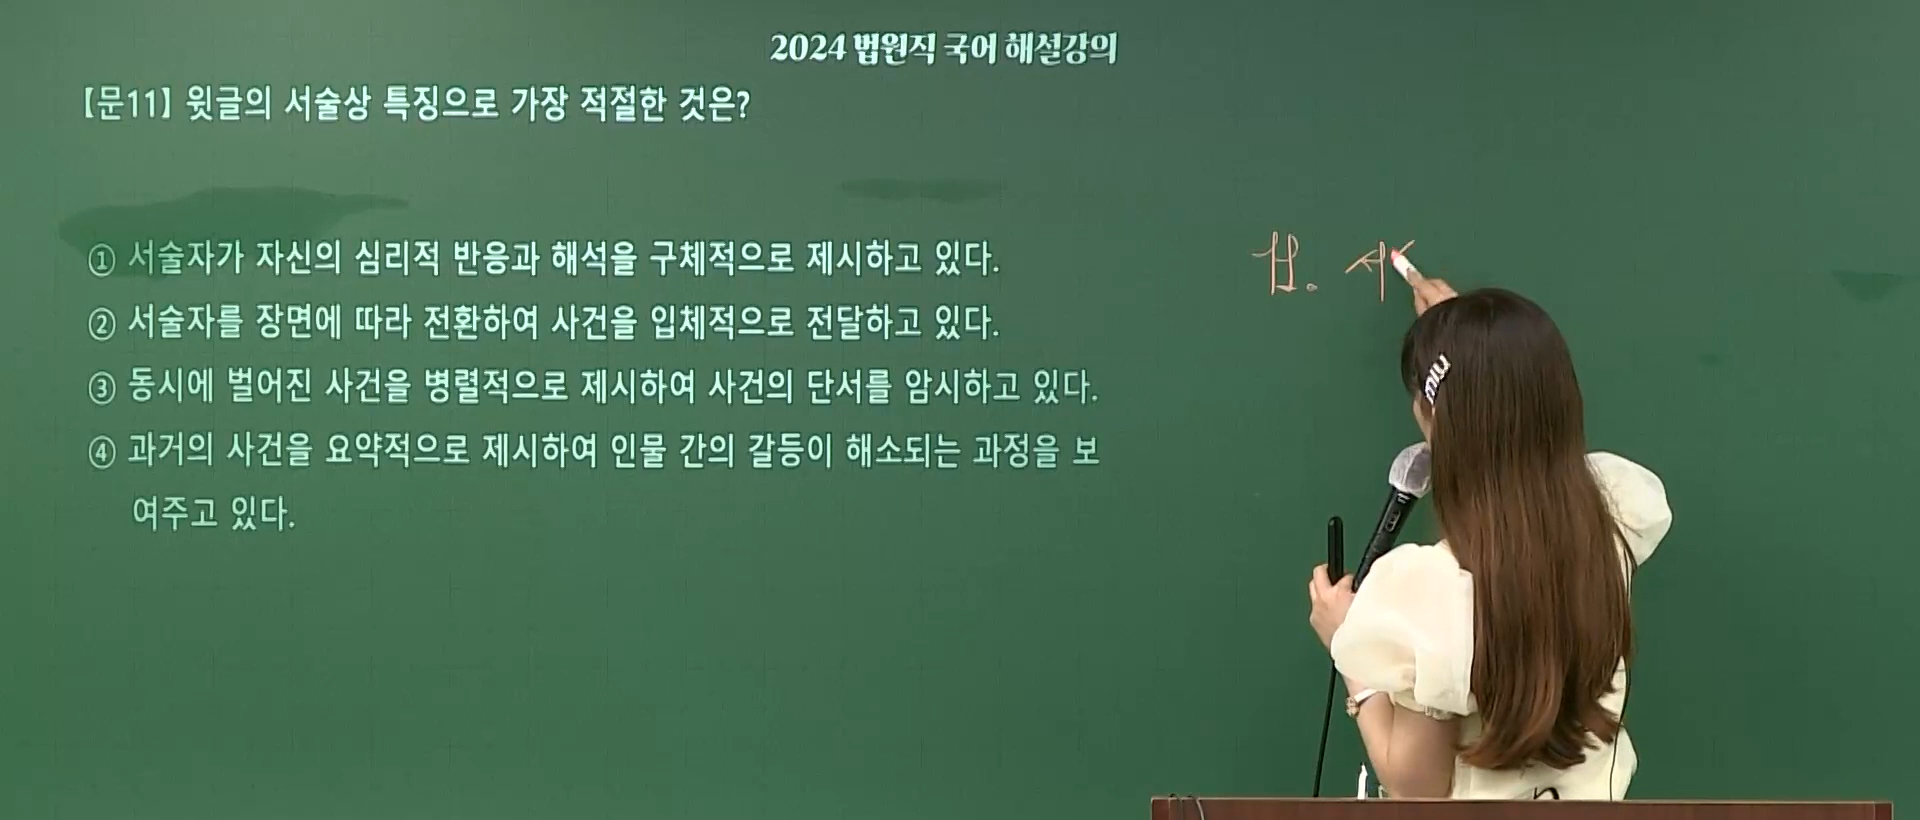 2024 법원직 국어 해설강의
【문11】 윗글의 서술상 특징으로 가장 적절한 것은?
① 서술자가 자신의 심리적 반응과 해석을 구체적으로 제시하고 있다.
② 서술자를 장면에 따라 전환하여 사건을 입체적으로 전달하고 있다.
③ 동시에 벌어진 사건을 병렬적으로 제시하여 사건의 단서를 암시하고 있다.
④ 과거의 사건을 요약적으로 제시하여 인물 간의 갈등이 해소되는 과정을 보
여주고 있다.